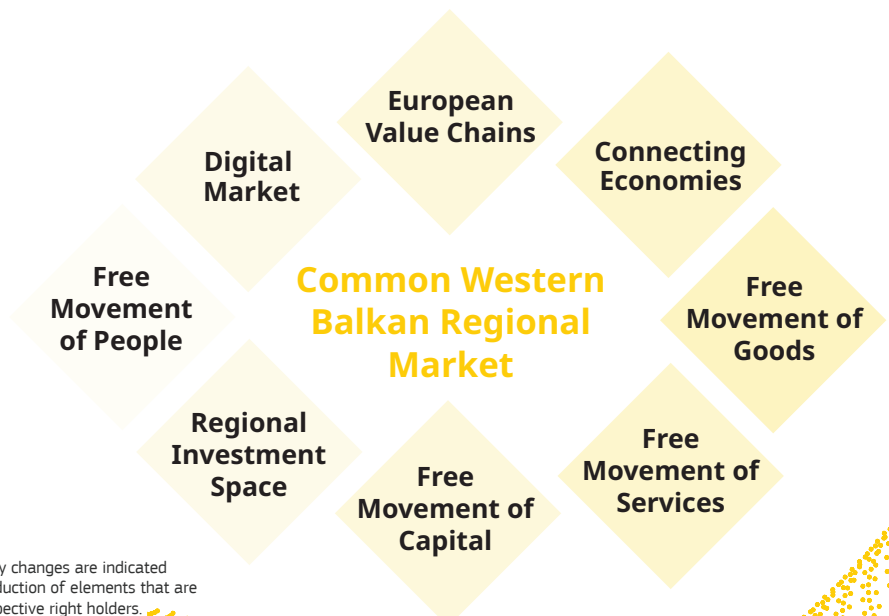 European
Value Chains
Connecting
Economies
Digital
Market
Free
Movement
of People
Common Western
Balkan Regional
Market
Free
Movement of
Goods
Regional
Investment
Space
Free
Movement of
Capital
Free
Movement of
Services
changes are indicated
of elements that are
right holders.